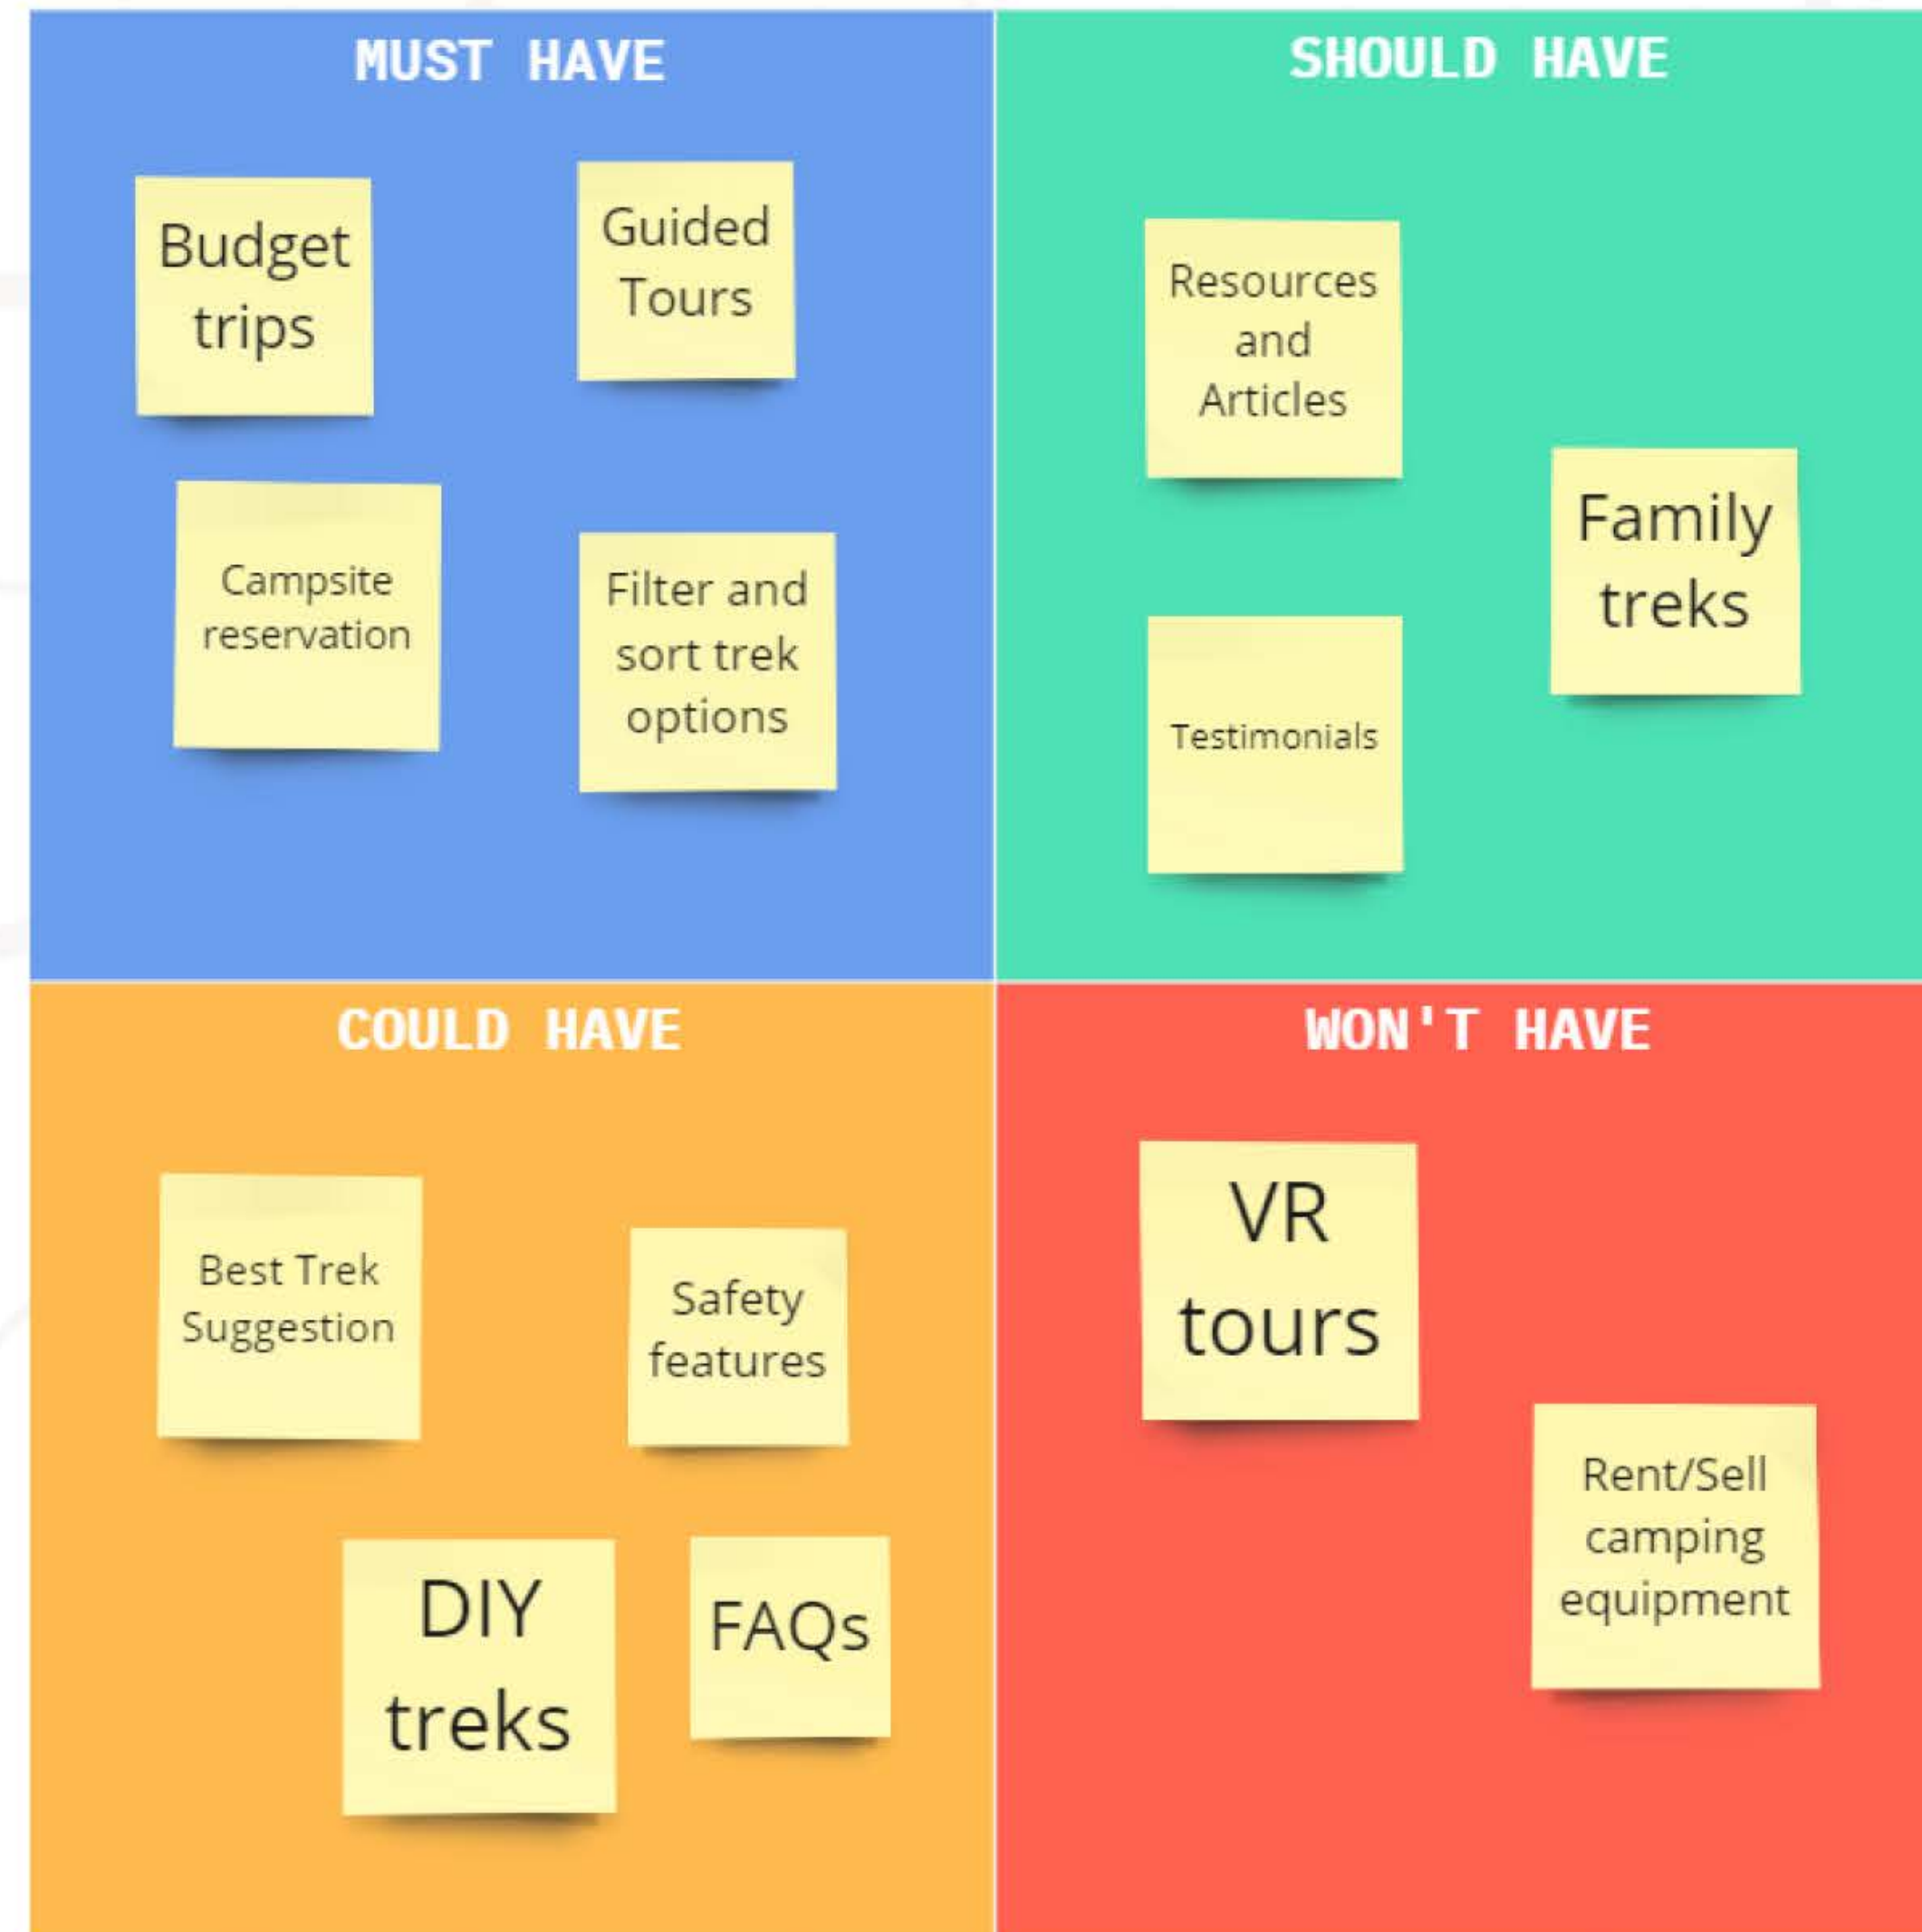 MUST HAVE
Budget
trips
Guided
Tours
Campsite
reservation
Filter and
sort trek
options
SHOULD HAVE
Resources
and
Articles
Family
treks
Testimonials
COULD HAVE
Best Trek
Suggestion
Safety
features
DIY
treks
FAQs
WON'T HAVE
VR
tours
Rent/Sell
camping
equipment